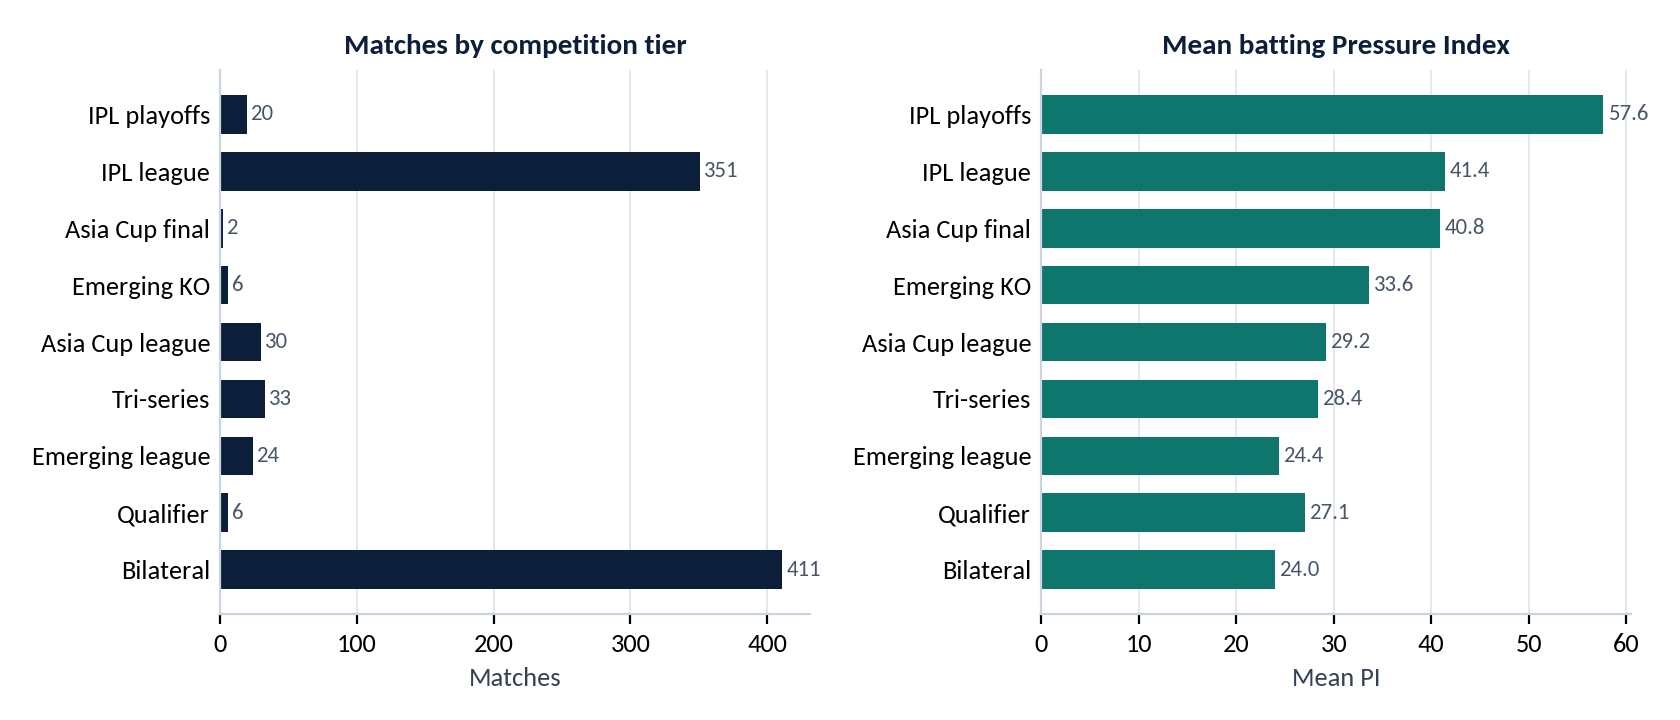 Matches by competition tier
IPL playoffs 20
IPL league 351
Asia Cup final 2
Emerging KO 6
Asia Cup league 30
Tri-series 33
Emerging league 24
Qualifier 6
Bilateral 411
0 100 200 300 400
Matches
Mean batting Pressure Index
IPL playoffs 57.6
IPL league 41.4
Asia Cup final 40.8
Emerging KO 33.6
Asia Cup league 29.2
Tri-series 28.4
Emerging league 24.4
Qualifier 27.1
Bilateral 24.0
0 10 20 30 40 50 60
Mean PI